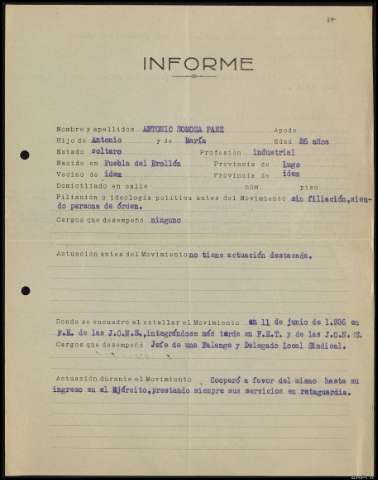 INFORME
Nombre y apellidos ANTONIO SOMOZA PAEZ Apodo
Hijo de Antonio y de María Edad 26 años
Estado soltero Profesión industrial
Nacido en Puebla del Brollón Provincia de Lugo
Vecino de idem Provincia de idem
Domiciliado en calle núm piso
Filiación e ideología política antes del Movimiento sin filiación, sien-
do persona de órden.
Cargos que desempeñó ninguno
Actuación antes del Movimiento no tiene actuación destacada.
Donde se encuadró al estallar el Movimiento en 11 de junio de 1.936 en
F.E. de las J.O.N.S., integrándose más tarde en F.E.T. y de las J.O.N.S.
Cargos que desempeñó Jefe de una Falange y Delegado Local Sindical.
Actuación durante el Movimiento Cooperó a favor del mismo hasta su
ingreso en el Ejército, prestando siempre sus servicios en retaguardia.